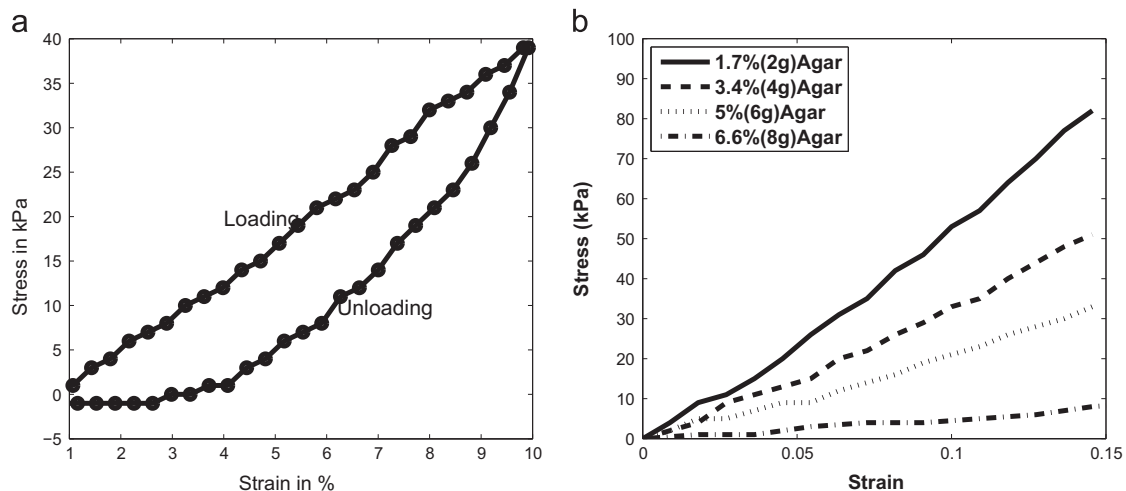 a
40
35
30
25
20
15
10
5
0
−5
1 2 3 4 5 6 7 8 9 10
Stress in kPa
Strain in %
Loading
Unloading
b
100
90
80
70
60
50
40
30
20
10
0
0 0.05 0.1 0.15
Stress (kPa)
Strain
1.7%(2g)Agar
3.4%(4g)Agar
5%(6g)Agar
6.6%(8g)Agar